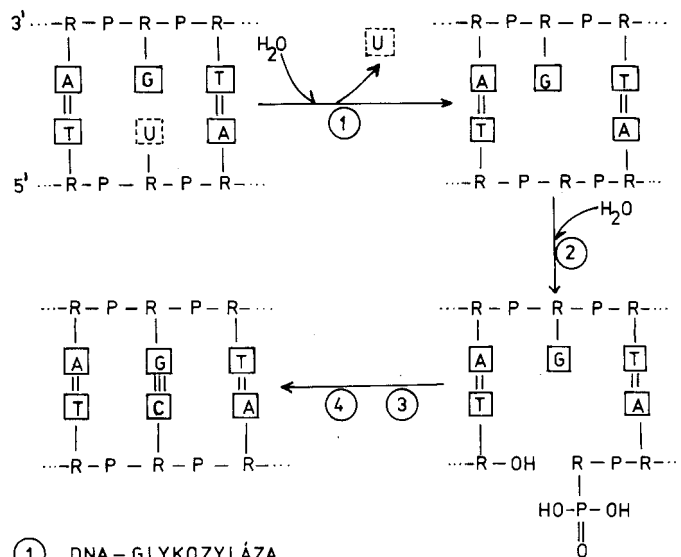 3' ····-R-P-R-P-R-···· ····-R-P-R-P-R-····
H₂O U
A G T A G T
T U A T A
5' ····-R-P-R-P-R-···· ····-R-P-R-P-R-····
1
H₂O
2
····-R-P-R-P-R-···· ····-R-P-R-P-R-····
A G T A G T
T C A T A
4 3
····-R-P-R-P-R-···· ····-R-OH R-P-R-····
HO-P-OH
O
1 DNA-GLYKOZYLÁZA